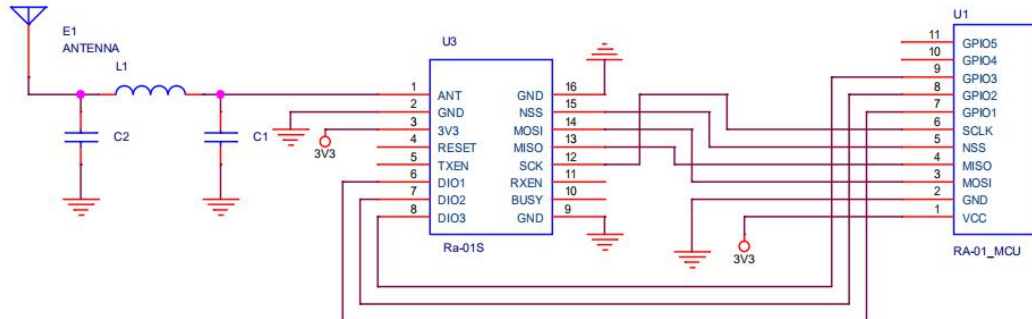 E1
ANTENNA
L1
C2
C1
3V3
U3
1 ANT
2 GND
3 3V3
4 RESET
5 TXEN
6 DIO1
7 DIO2
8 DIO3
GND 16
NSS 15
MOSI 14
MISO 13
SCK 12
RXEN 11
BUSY 10
GND 9
Ra-01S
3V3
U1
11 GPIO5
10 GPIO4
9 GPIO3
8 GPIO2
7 GPIO1
6 SCLK
5 NSS
4 MISO
3 MOSI
2 GND
1 VCC
RA-01_MCU